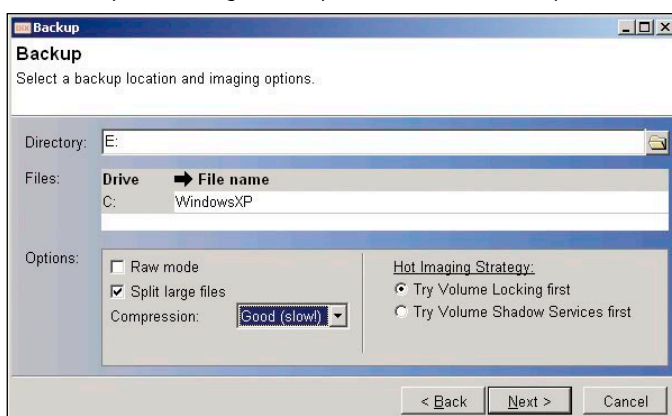 Backup
Backup
Select a backup location and imaging options.
Directory: E:
Files: Drive ➡ File name
C: WindowsXP
Options: Raw mode
Split large files
Compression: Good (slow!)
Hot Imaging Strategy:
Try Volume Locking first
Try Volume Shadow Services first
< Back Next > Cancel